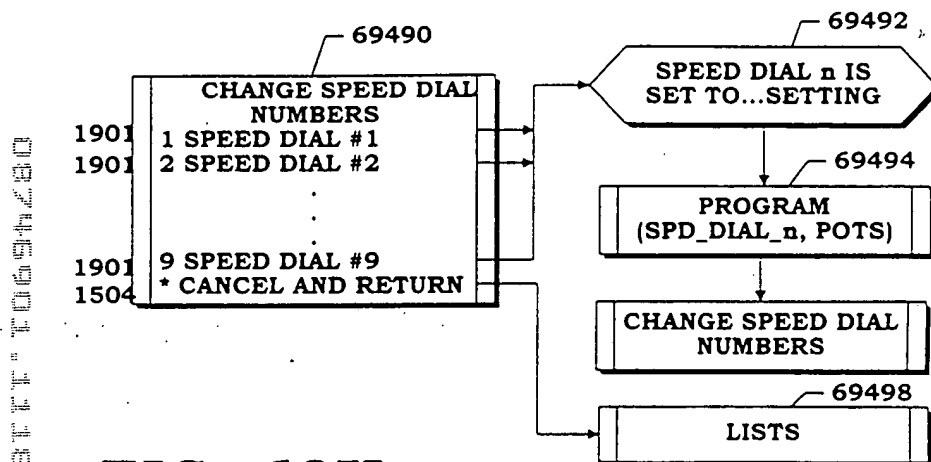 69490
CHANGE SPEED DIAL
NUMBERS
1901 1 SPEED DIAL #1
1901 2 SPEED DIAL #2
.
.
.
1901 9 SPEED DIAL #9
1504 * CANCEL AND RETURN
69492
SPEED DIAL n IS
SET TO...SETTING
69494
PROGRAM
(SPD_DIAL_n, POTS)
CHANGE SPEED DIAL
NUMBERS
69498
LISTS